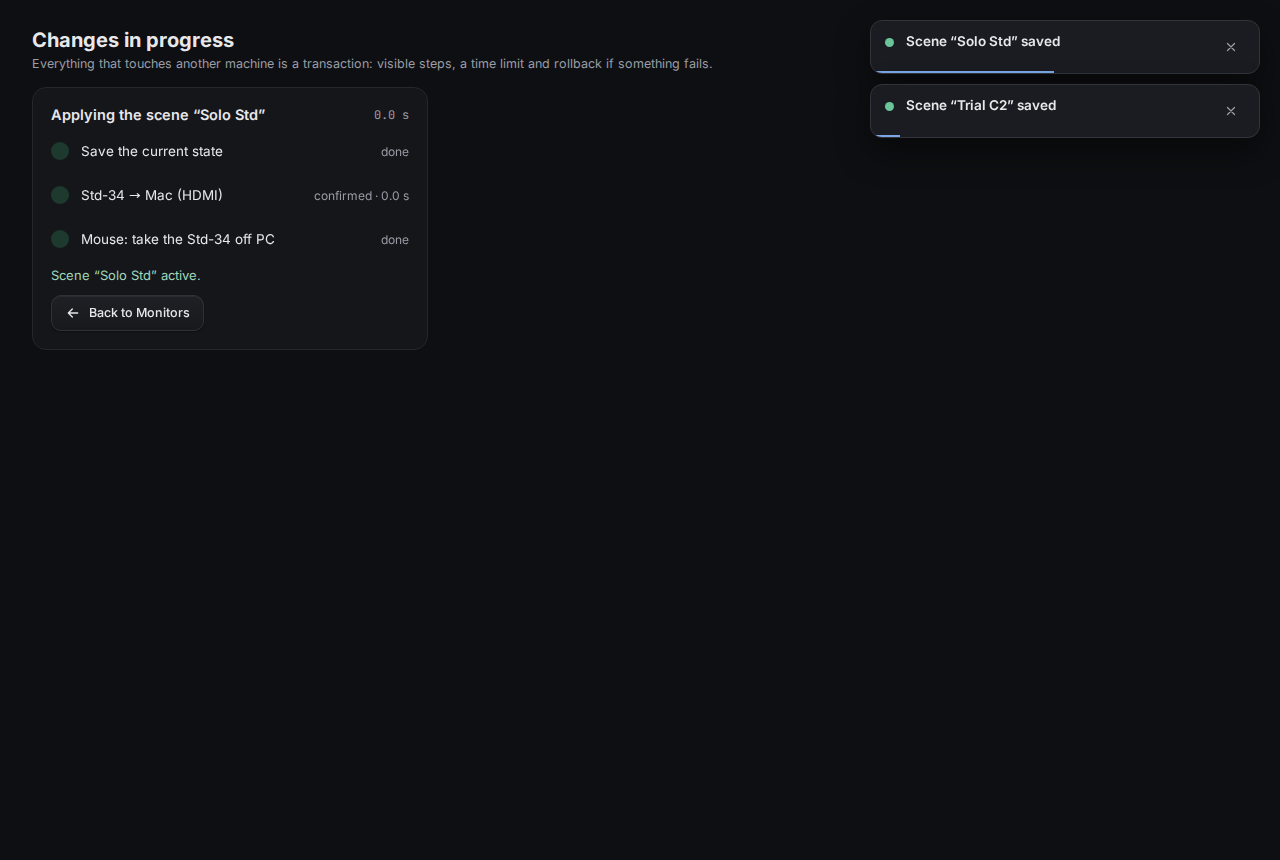 Changes in progress
Everything that touches another machine is a transaction: visible steps, a time limit and rollback if something fails.
Applying the scene “Solo Std” 0.0 s
Save the current state done
Std-34 → Mac (HDMI) confirmed · 0.0 s
Mouse: take the Std-34 off PC done
Scene “Solo Std” active.
← Back to Monitors
Scene “Solo Std” saved
Scene “Trial C2” saved